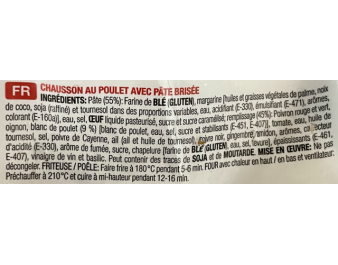 FR CHAUSSON AU POULET AVEC PÂTE BRISÉE
INGRÉDIENTS: Pâte (55%): Farine de BLÉ (GLUTEN), margarine [huiles et graisses végétales de palme, noix
de coco, soja (raffiné) et tournesol dans des proportions variables, eau, acidifiant (E-330), émulsifiant (E-471), arômes,
colorant (E-160a)], eau, sel, ŒUF liquide pasteurisé, sucre et sucre caramélisé; remplissage (45%): Poivron rouge et vert,
oignon, blanc de poulet (9 %) [blanc de poulet, eau, sel, sucre et stabilisants (E-451, E-407)], tomate, eau, huile de
tournesol, sel, poivre de Cayenne, ail (ail et huile de tournesol), poivre noir, gingembre, amidon, arômes, correcteur
d'acidité (E-330), arôme de fumée, sucre, chapelure [farine de BLÉ (GLUTEN), eau, sel, levure], épaississants (E-461,
E-407), vinaigre de vin et basilic. Peut contenir des traces de SOJA et de MOUTARDE. MISE EN ŒUVRE: Ne pas
décongeler. FRITEUSE / POÊLE: Faire frire à 180°C pendant 5-6 min. FOUR avec chaleur en haut / en bas et ventilateur:
Préchauffer à 210°C et cuire à mi-hauteur pendant 12-16 min.